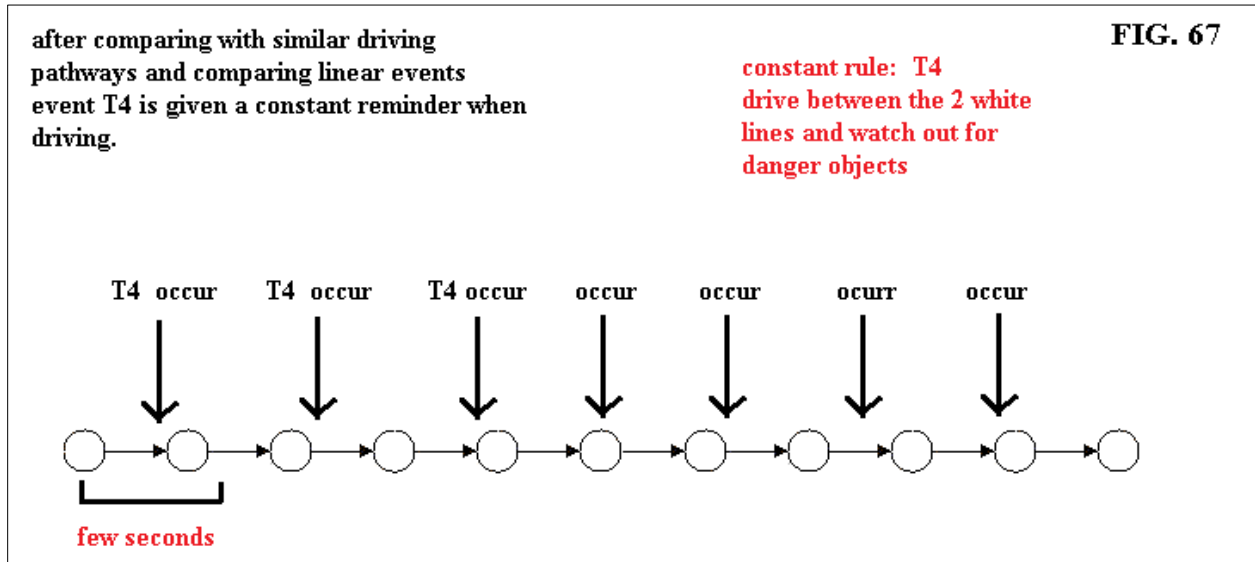 FIG. 67
after comparing with similar driving
pathways and comparing linear events
event T4 is given a constant reminder when
driving.
constant rule: T4
drive between the 2 white
lines and watch out for
danger objects
T4 occur T4 occur T4 occur occur occur ocurr occur
few seconds